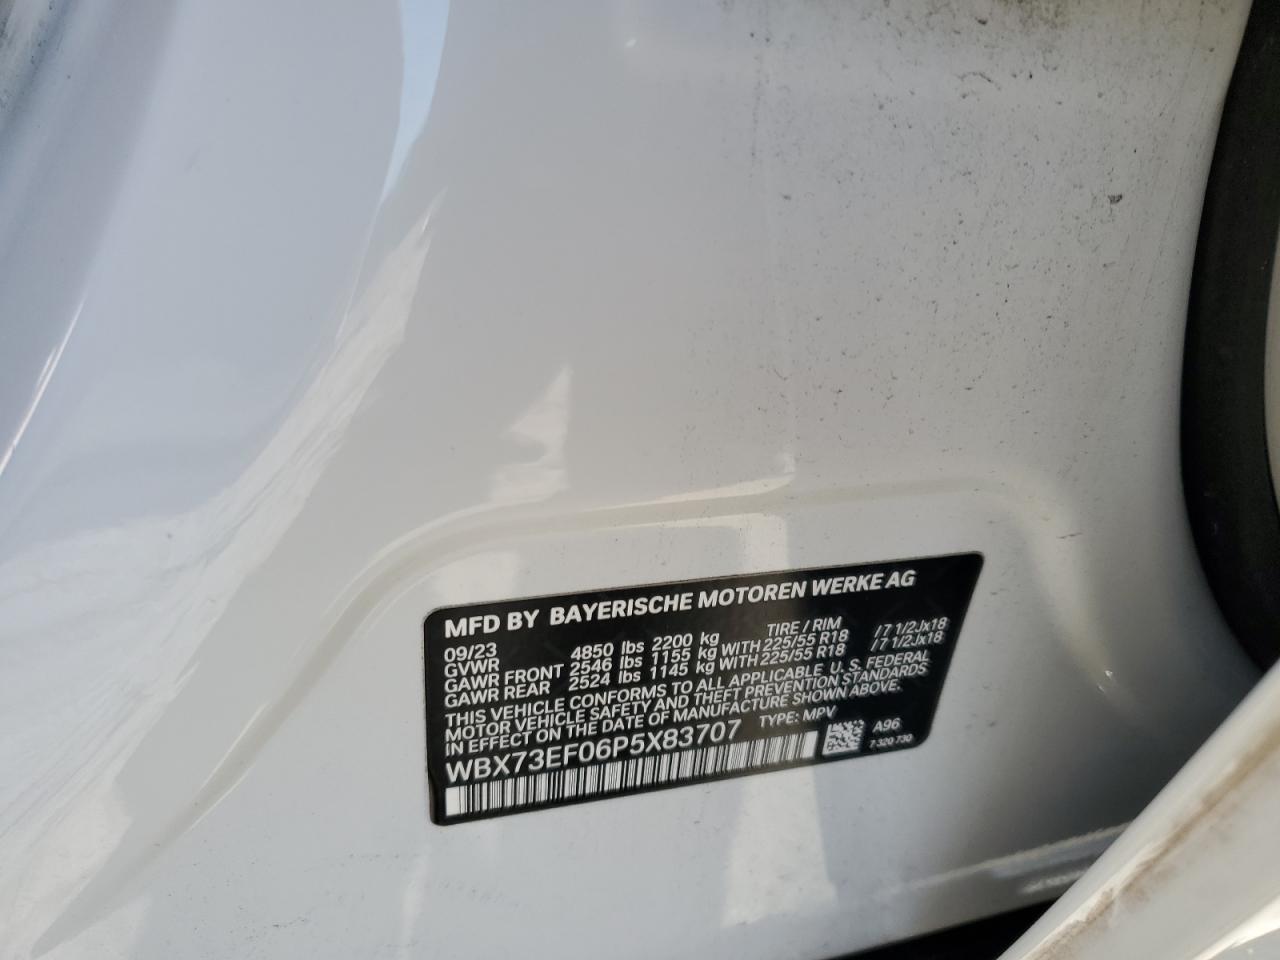 MFD BY BAYERISCHE MOTOREN WERKE AG
09/23 TIRE / RIM
GVWR 4850 lbs 2200 kg
GAWR FRONT 2546 lbs 1155 kg WITH 225/55 R18 / 7 1/2Jx18
GAWR REAR 2524 lbs 1145 kg WITH 225/55 R18 / 7 1/2Jx18
THIS VEHICLE CONFORMS TO ALL APPLICABLE U.S. FEDERAL
MOTOR VEHICLE SAFETY AND THEFT PREVENTION STANDARDS
IN EFFECT ON THE DATE OF MANUFACTURE SHOWN ABOVE.
WBX73EF06P5X83707 TYPE: MPV
A96
7 320 730